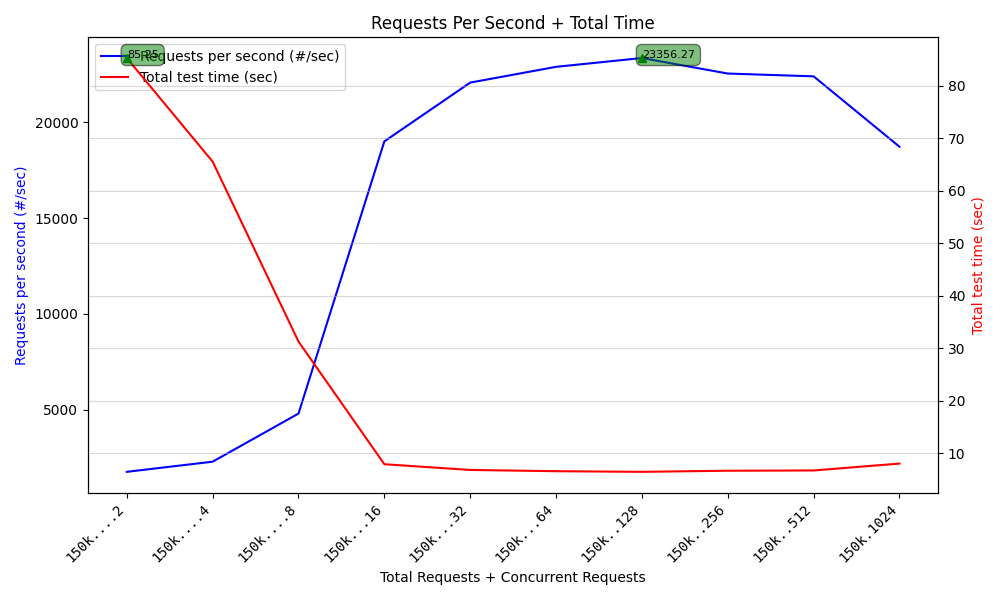 Requests Per Second + Total Time
85.25
Requests per second (#/sec)
Total test time (sec)
23356.27
20000
15000
10000
5000
Requests per second (#/sec)
80
70
60
50
40
30
20
10
Total test time (sec)
150k....2
150k....4
150k....8
150k...16
150k...32
150k...64
150k..128
150k..256
150k..512
150k.1024
Total Requests + Concurrent Requests